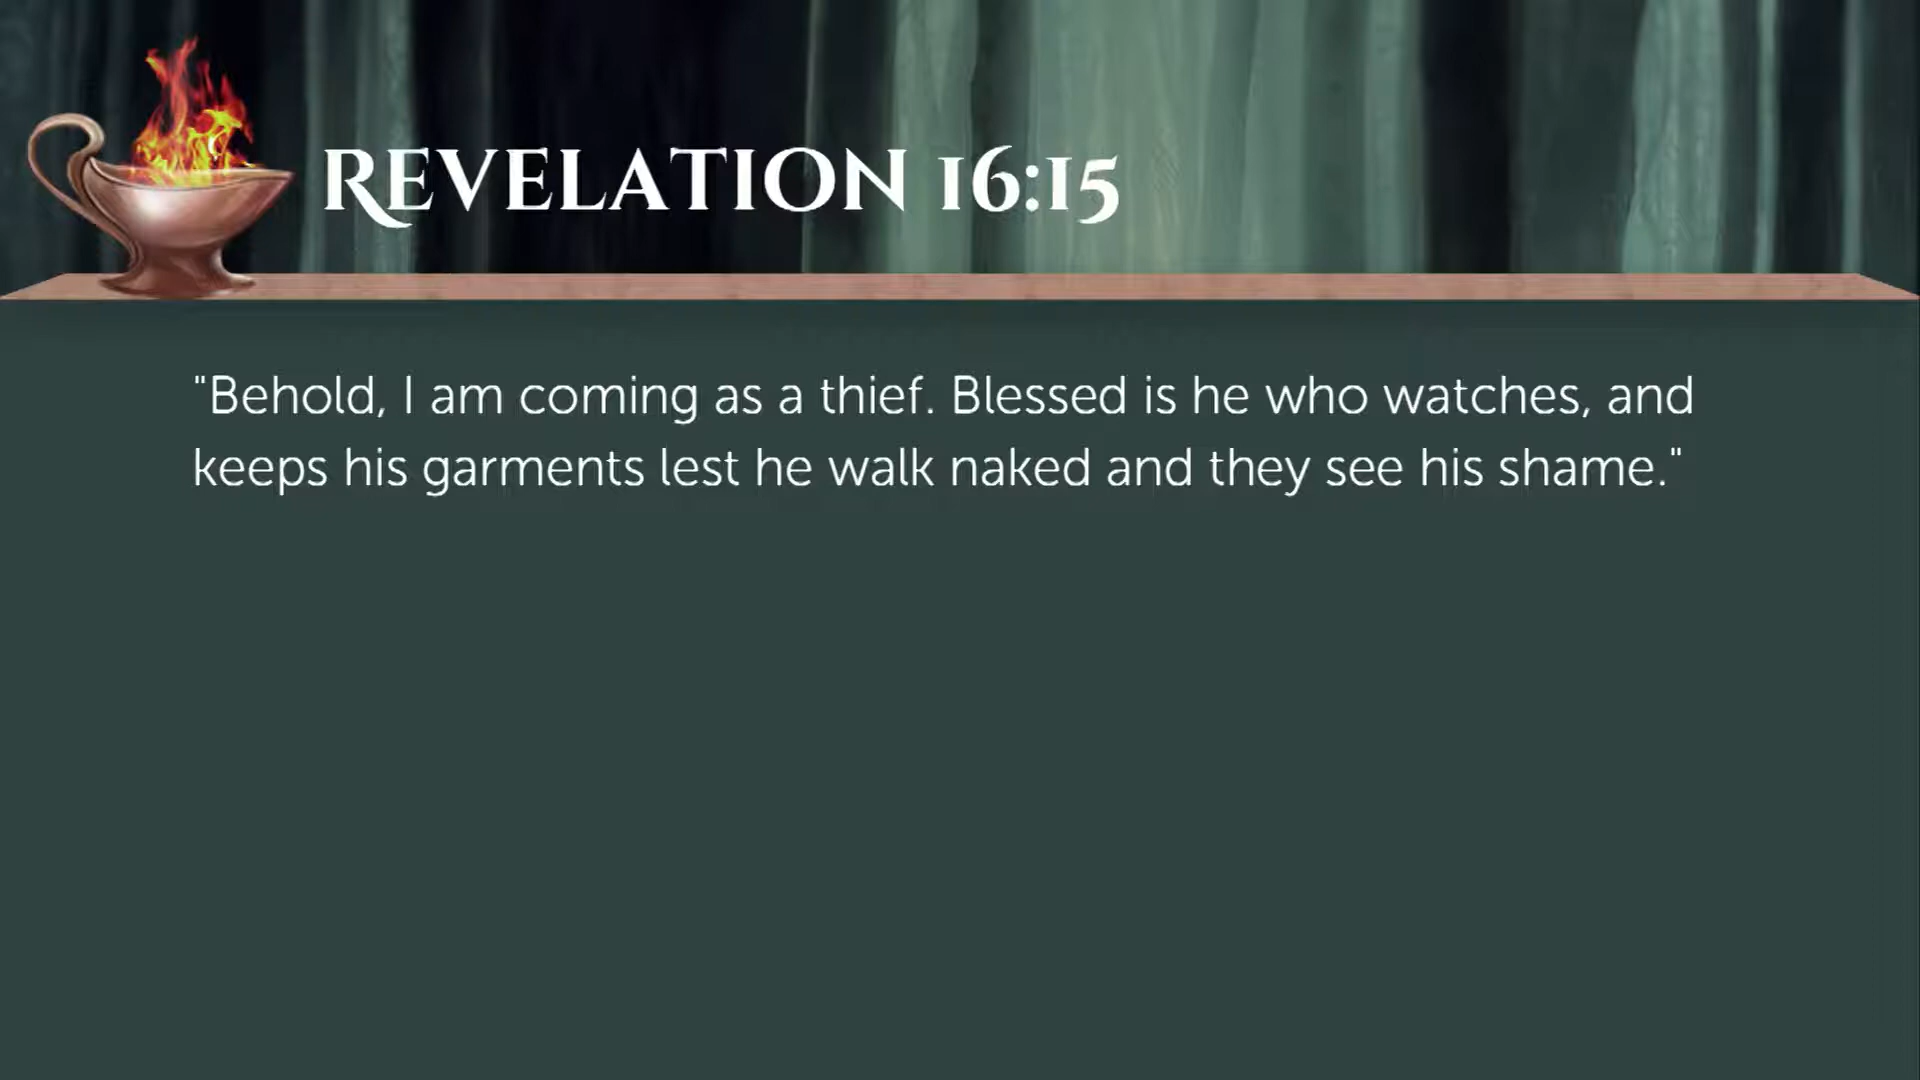 Revelation 16:15
"Behold, I am coming as a thief. Blessed is he who watches, and
keeps his garments lest he walk naked and they see his shame."